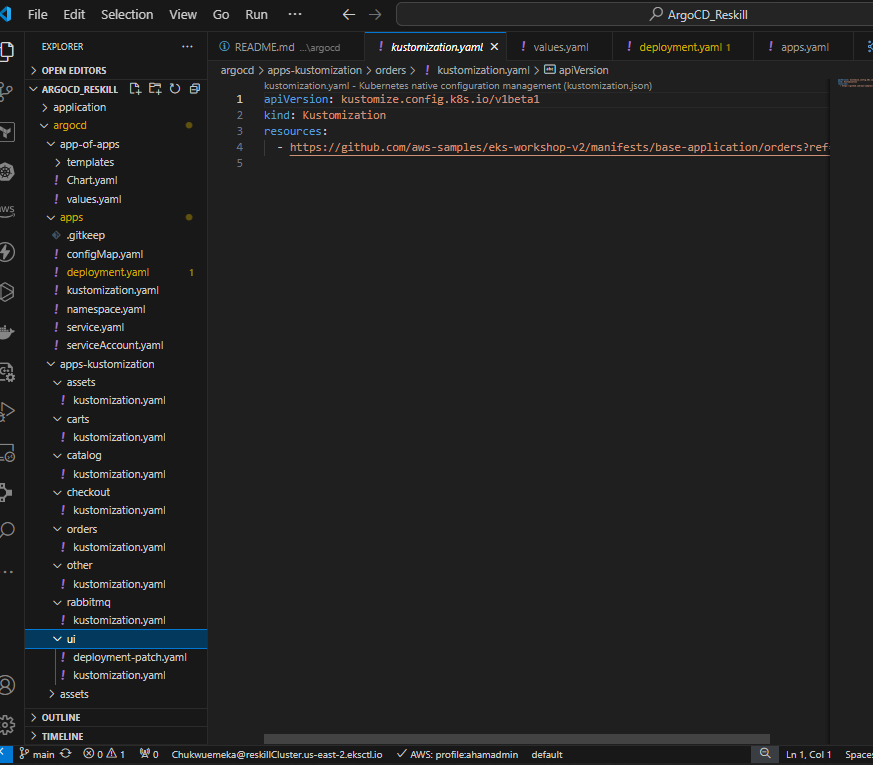 File Edit Selection View Go Run ··· ← → ArgoCD_Reskill
EXPLORER ···
OPEN EDITORS
ARGOCD_RESKILL
application
argocd
app-of-apps
templates
! Chart.yaml
! values.yaml
apps
.gitkeep
! configMap.yaml
! deployment.yaml 1
! kustomization.yaml
! namespace.yaml
! service.yaml
! serviceAccount.yaml
apps-kustomization
assets
! kustomization.yaml
carts
! kustomization.yaml
catalog
! kustomization.yaml
checkout
! kustomization.yaml
orders
! kustomization.yaml
other
! kustomization.yaml
rabbitmq
! kustomization.yaml
ui
! deployment-patch.yaml
! kustomization.yaml
assets
OUTLINE
TIMELINE
README.md ...\argocd ! kustomization.yaml × ! values.yaml ! deployment.yaml 1 ! apps.yaml
argocd > apps-kustomization > orders > ! kustomization.yaml > apiVersion
kustomization.yaml - Kubernetes native configuration management (kustomization.json)
1 apiVersion: kustomize.config.k8s.io/v1beta1
2 kind: Kustomization
3 resources:
4 - https://github.com/aws-samples/eks-workshop-v2/manifests/base-application/orders?ref
5
aws
main 0 1 0 Chukwuemeka@reskillCluster.us-east-2.eksctl.io AWS: profile:ahamadmin default Ln 1, Col 1 Spaces